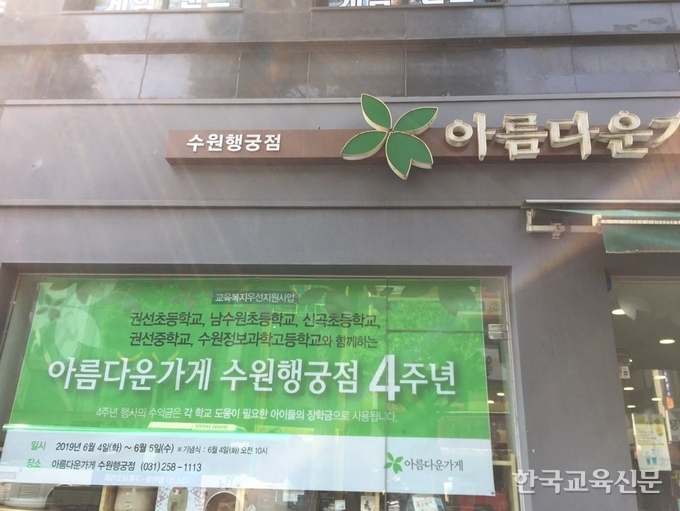 수원행궁점
아름다운가
교육복지우선지원사업
권선초등학교, 남수원초등학교, 신곡초등학교,
권선중학교, 수원정보과학고등학교와 함께하는
아름다운가게 수원행궁점 4주년
4주년 행사의 수익금은 각 학교 도움이 필요한 아이들의 장학금으로 사용됩니다.
일시 2019년 6월 4일(화) ~ 6월 5일(수) ※기념식 : 6월 4일(화) 오전 10시
장소 아름다운가게 수원행궁점 (031)258-1113
아름다운가게
한국교육신문